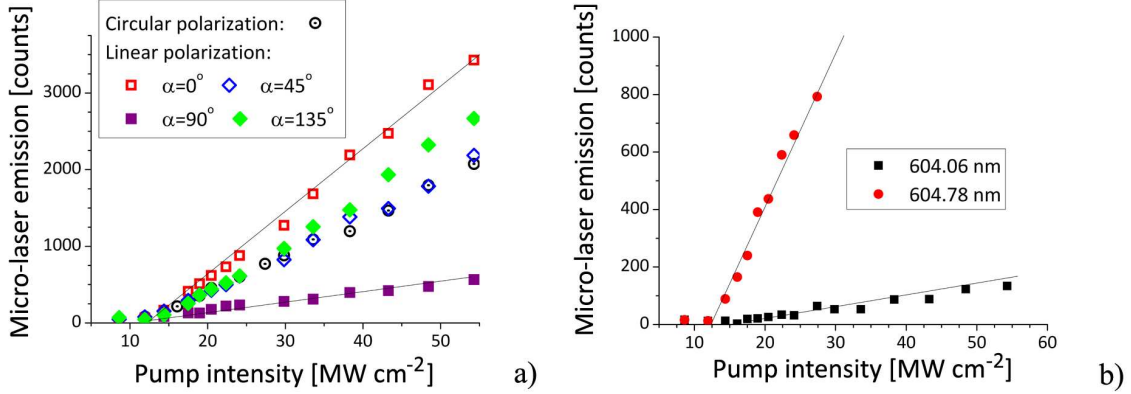 Circular polarization:
Linear polarization:
α=0° α=45°
α=90° α=135°
Micro-laser emission [counts]
3000
2000
1000
0
10 20 30 40 50
Pump intensity [MW cm⁻²]
a)
Micro-laser emission [counts]
1000
800
600
400
200
0
604.06 nm
604.78 nm
0 10 20 30 40 50 60
Pump intensity [MW cm⁻²]
b)